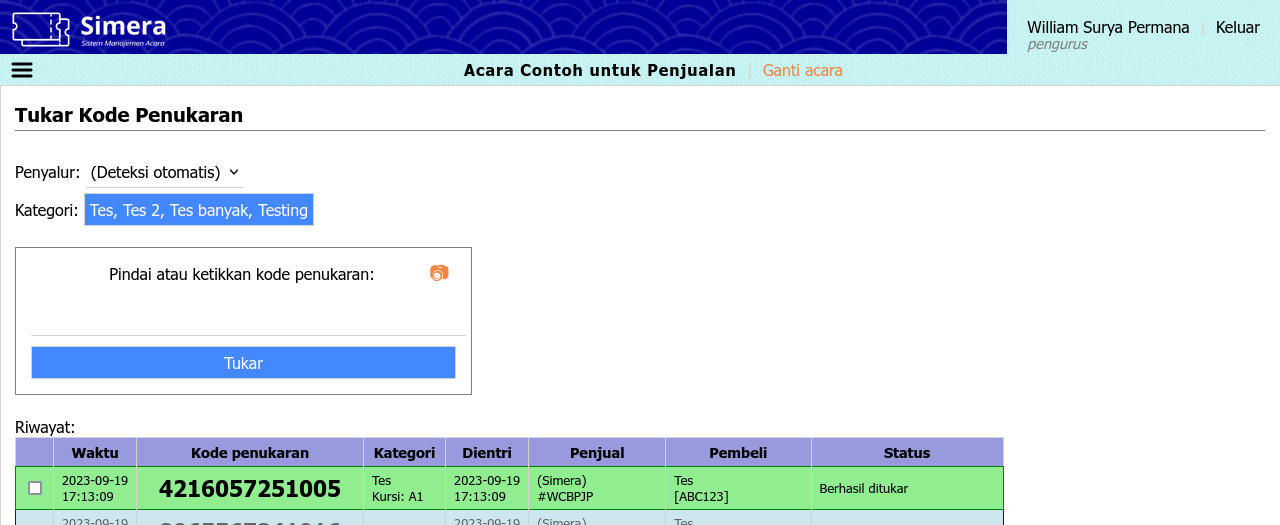 Simera
Sistem Manajemen Acara
William Surya Permana | Keluar
pengurus
Acara Contoh untuk Penjualan | Ganti acara
Tukar Kode Penukaran
Penyalur: (Deteksi otomatis)
Kategori: Tes, Tes 2, Tes banyak, Testing
Pindai atau ketikkan kode penukaran:
Tukar
Riwayat:
Waktu Kode penukaran Kategori Dientri Penjual Pembeli Status
2023-09-19 4216057251005 Tes 2023-09-19 (Simera) Tes Berhasil ditukar
17:13:09 Kursi: A1 17:13:09 #WCBPJP [ABC123]
2023-09-19 2023-09-19 (Simera) Tes